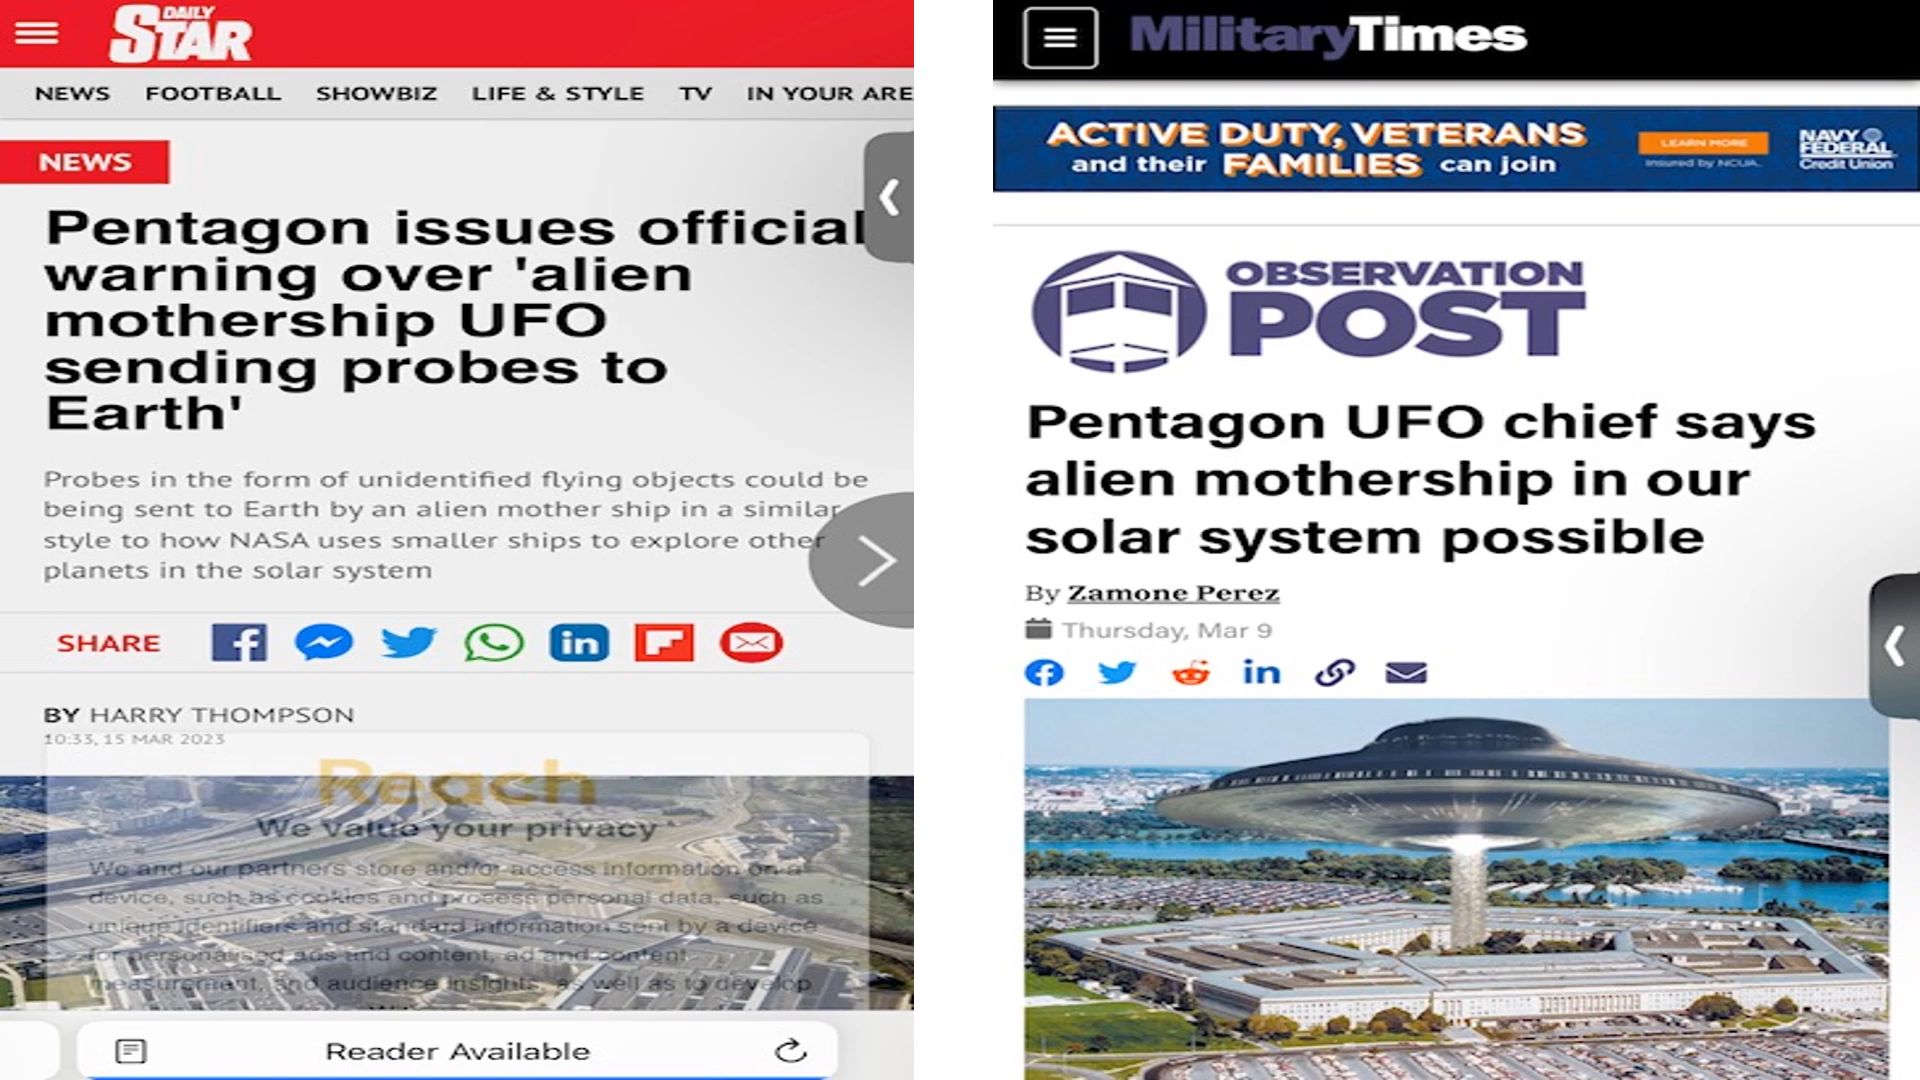 DAILY
STAR
NEWS FOOTBALL SHOWBIZ LIFE & STYLE TV IN YOUR ARE
NEWS
Pentagon issues official
warning over 'alien
mothership UFO
sending probes to
Earth'
Probes in the form of unidentified flying objects could be
being sent to Earth by an alien mother ship in a similar
style to how NASA uses smaller ships to explore other
planets in the solar system
SHARE
BY HARRY THOMPSON
10:33, 15 MAR 2023
Reach
We value your privacy
We and our partners store and/or access information on a
device, such as cookies and process personal data, such as
unique identifiers and standard information sent by a device
for personalised ads and content, ad and content
measurement, and audience insights, as well as to develop
Reader Available
MilitaryTimes
ACTIVE DUTY, VETERANS
and their FAMILIES can join
LEARN MORE
Insured by NCUA.
NAVY
FEDERAL
Credit Union
OBSERVATION
POST
Pentagon UFO chief says
alien mothership in our
solar system possible
By Zamone Perez
Thursday, Mar 9